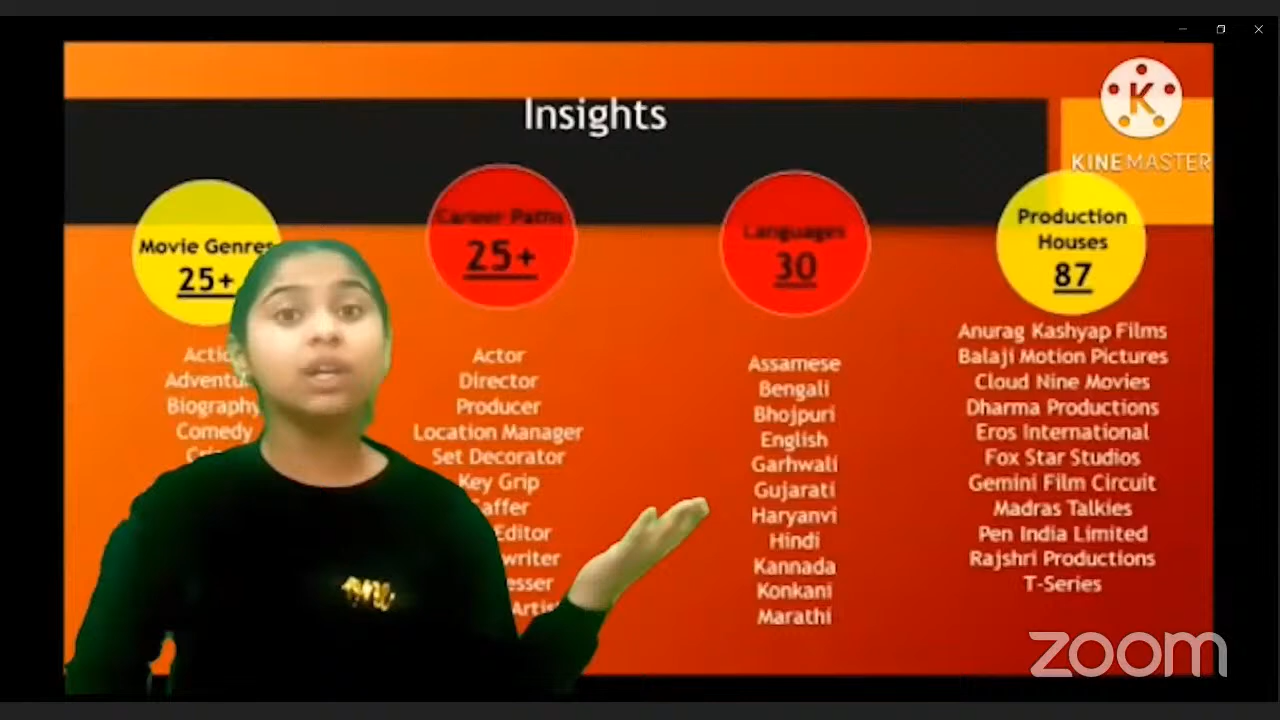 Insights
KINEMASTER
Movie Genres
25+
Career Paths
25+
Languages
30
Production
Houses
87
Biography
Comedy
Actor
Director
Producer
Location Manager
Set Decorator
Key Grip
Editor
Assamese
Bengali
Bhojpuri
English
Garhwali
Gujarati
Haryanvi
Hindi
Kannada
Konkani
Marathi
Anurag Kashyap Films
Balaji Motion Pictures
Cloud Nine Movies
Dharma Productions
Eros International
Fox Star Studios
Gemini Film Circuit
Madras Talkies
Pen India Limited
Rajshri Productions
T-Series
zoom